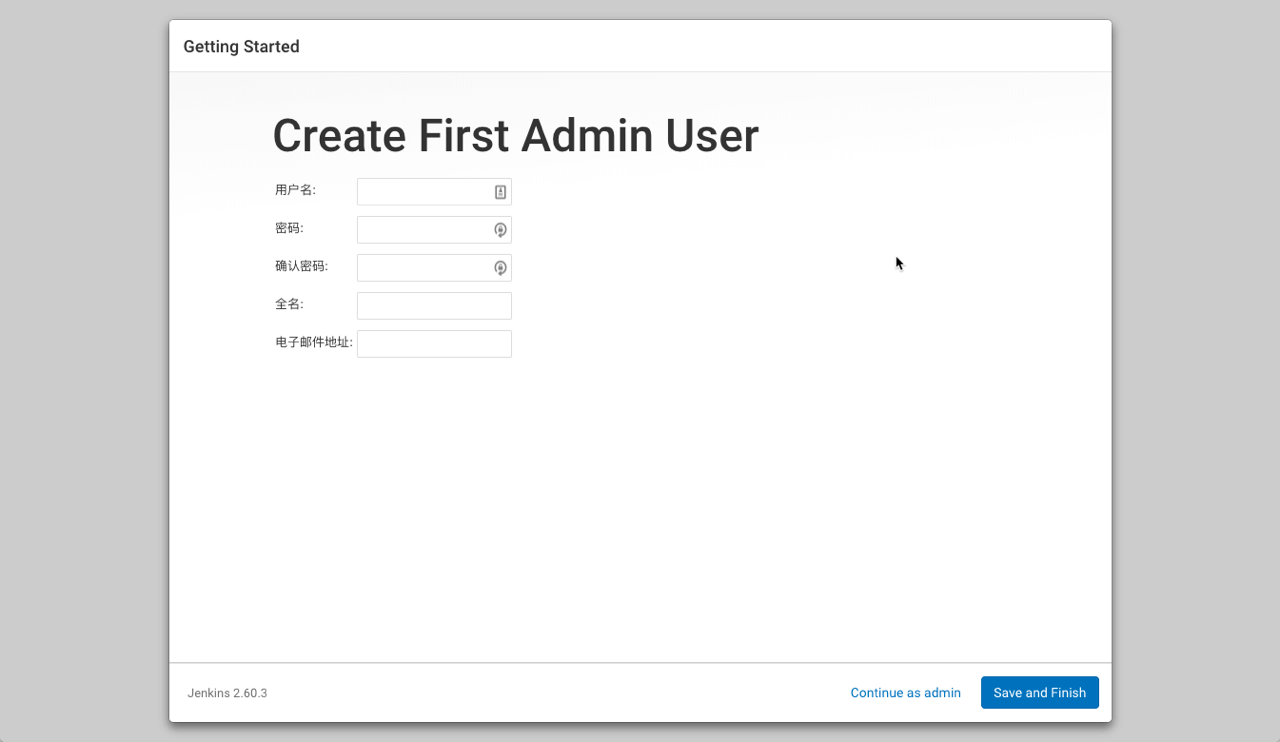 Getting Started
Create First Admin User
用户名:
密码:
确认密码:
全名:
电子邮件地址:
Jenkins 2.60.3
Continue as admin
Save and Finish